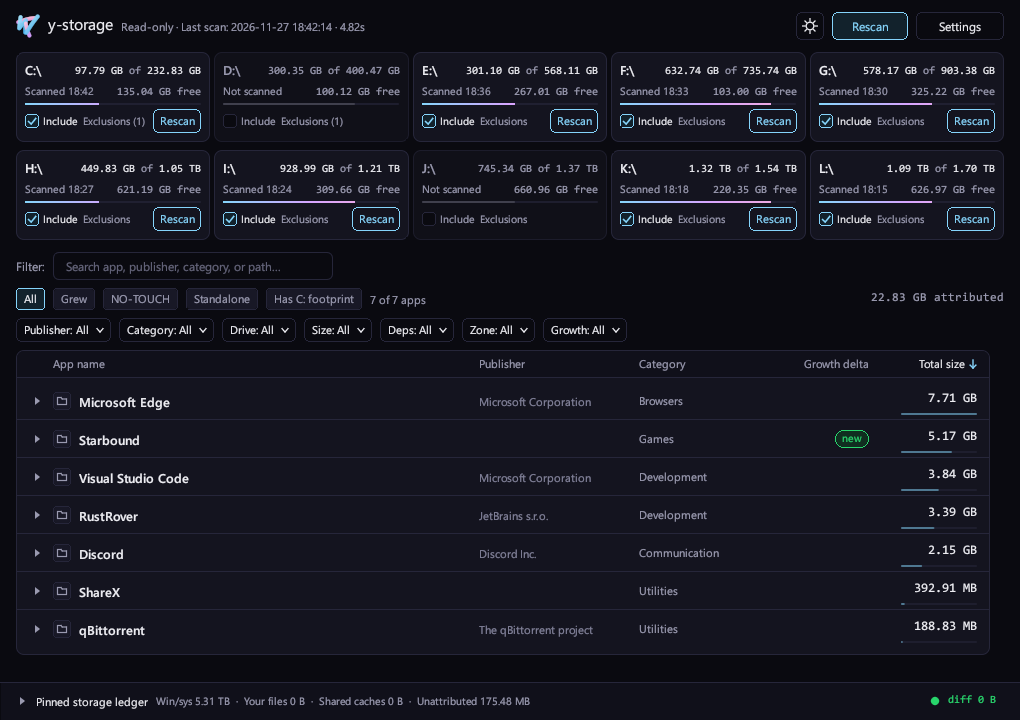 y-storage Read-only · Last scan: 2026-11-27 18:42:14 · 4.82s Rescan Settings
C:\ 97.79 GB of 232.83 GB
Scanned 18:42 135.04 GB free
Include Exclusions (1) Rescan
D:\ 300.35 GB of 400.47 GB
Not scanned 100.12 GB free
Include Exclusions (1)
E:\ 301.10 GB of 568.11 GB
Scanned 18:36 267.01 GB free
Include Exclusions Rescan
F:\ 632.74 GB of 735.74 GB
Scanned 18:33 103.00 GB free
Include Exclusions Rescan
G:\ 578.17 GB of 903.38 GB
Scanned 18:30 325.22 GB free
Include Exclusions Rescan
H:\ 449.83 GB of 1.05 TB
Scanned 18:27 621.19 GB free
Include Exclusions Rescan
I:\ 928.99 GB of 1.21 TB
Scanned 18:24 309.66 GB free
Include Exclusions Rescan
J:\ 745.34 GB of 1.37 TB
Not scanned 660.96 GB free
Include Exclusions
K:\ 1.32 TB of 1.54 TB
Scanned 18:18 220.35 GB free
Include Exclusions Rescan
L:\ 1.09 TB of 1.70 TB
Scanned 18:15 626.97 GB free
Include Exclusions Rescan
Filter: Search app, publisher, category, or path...
All Grew NO-TOUCH Standalone Has C: footprint 7 of 7 apps 22.83 GB attributed
Publisher: All Category: All Drive: All Size: All Deps: All Zone: All Growth: All
App name Publisher Category Growth delta Total size ↓
Microsoft Edge Microsoft Corporation Browsers 7.71 GB
Starbound Games new 5.17 GB
Visual Studio Code Microsoft Corporation Development 3.84 GB
RustRover JetBrains s.r.o. Development 3.39 GB
Discord Discord Inc. Communication 2.15 GB
ShareX Utilities 392.91 MB
qBittorrent The qBittorrent project Utilities 188.83 MB
Pinned storage ledger Win/sys 5.31 TB · Your files 0 B · Shared caches 0 B · Unattributed 175.48 MB diff 0 B